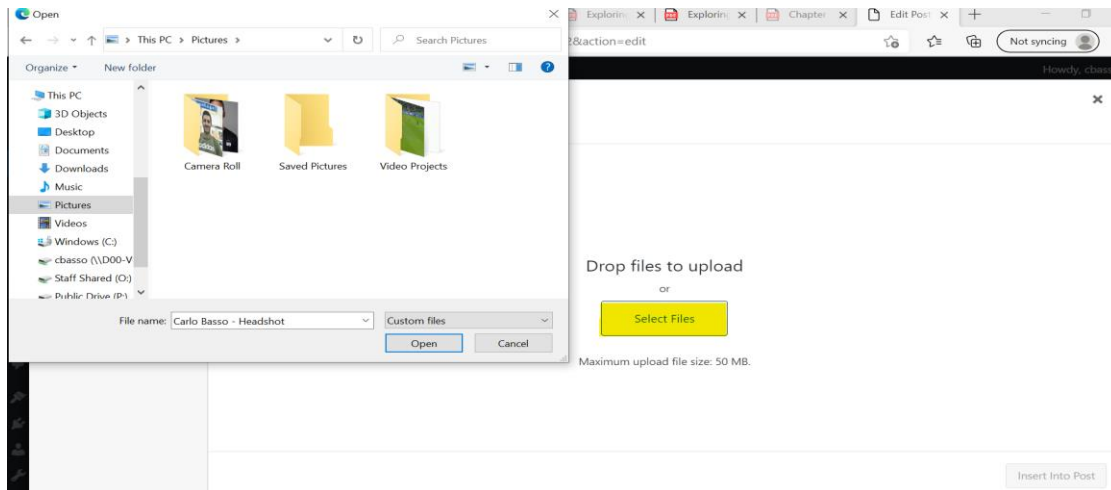 Open
Explorin
Explorin
Chapter
Edit Post
This PC > Pictures >
Search Pictures
2&action=edit
Not syncing
Organize
New folder
Howdy, cbass
This PC
3D Objects
Desktop
Documents
Downloads
Music
Pictures
Videos
Windows (C:)
cbasso (\\D00-V
Staff Shared (O:)
Public Drive (P:)
Camera Roll
Saved Pictures
Video Projects
File name:
Carlo Basso - Headshot
Custom files
Open
Cancel
Drop files to upload
or
Select Files
Maximum upload file size: 50 MB.
Insert Into Post